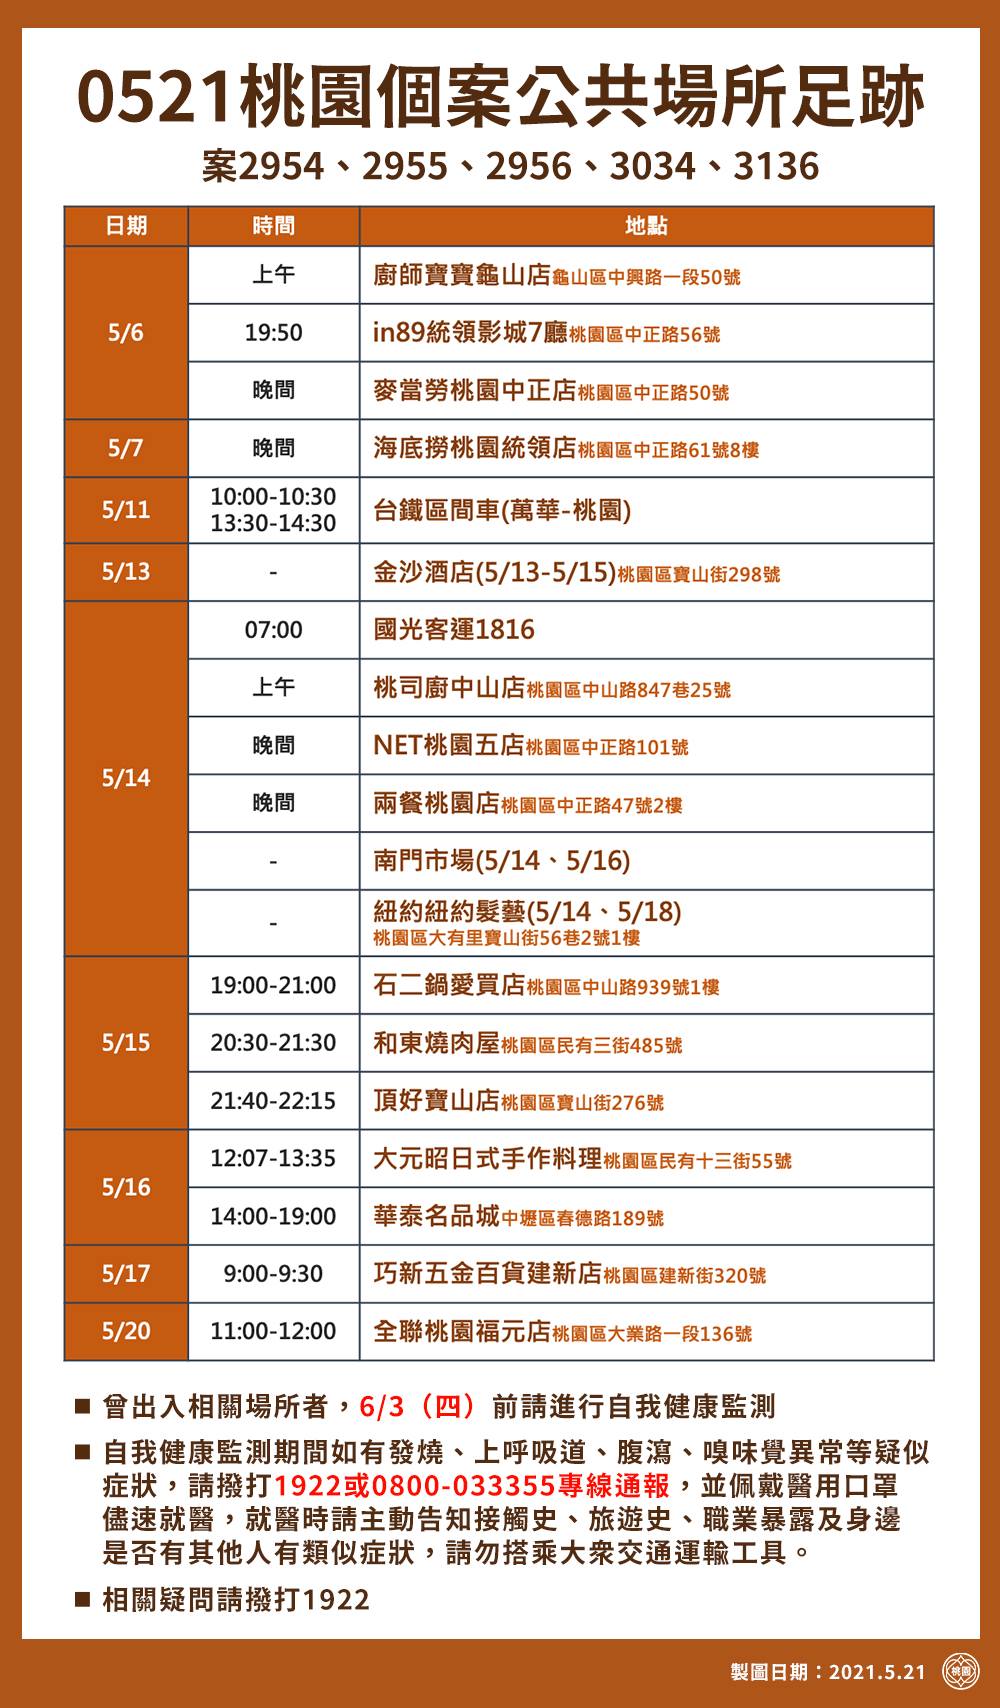 0521桃園個案公共場所足跡
案2954、2955、2956、3034、3136
日期 時間 地點
5/6
上午 廚師寶寶龜山店龜山區中興路一段50號
19:50 in89統領影城7廳桃園區中正路56號
晚間 麥當勞桃園中正店桃園區中正路50號
5/7 晚間 海底撈桃園統領店桃園區中正路61號8樓
5/11
10:00-10:30
13:30-14:30
台鐵區間車(萬華-桃園)
5/13 - 金沙酒店(5/13-5/15)桃園區寶山街298號
5/14
07:00 國光客運1816
上午 桃司廚中山店桃園區中山路847巷25號
晚間 NET桃園五店桃園區中正路101號
晚間 兩餐桃園店桃園區中正路47號2樓
- 南門市場(5/14、5/16)
- 紐約紐約髮藝(5/14、5/18)
桃園區大有里寶山街56巷2號1樓
5/15
19:00-21:00 石二鍋愛買店桃園區中山路939號1樓
20:30-21:30 和東燒肉屋桃園區民有三街485號
21:40-22:15 頂好寶山店桃園區寶山街276號
5/16
12:07-13:35 大元昭日式手作料理桃園區民有十三街55號
14:00-19:00 華泰名品城中壢區春德路189號
5/17 9:00-9:30 巧新五金百貨建新店桃園區建新街320號
5/20 11:00-12:00 全聯桃園福元店桃園區大業路一段136號
■ 曾出入相關場所者，6/3（四）前請進行自我健康監測
■ 自我健康監測期間如有發燒、上呼吸道、腹瀉、嗅味覺異常等疑似
症狀，請撥打1922或0800-033355專線通報，並佩戴醫用口罩
儘速就醫，就醫時請主動告知接觸史、旅遊史、職業暴露及身邊
是否有其他人有類似症狀，請勿搭乘大眾交通運輸工具。
■ 相關疑問請撥打1922
製圖日期：2021.5.21
桃園